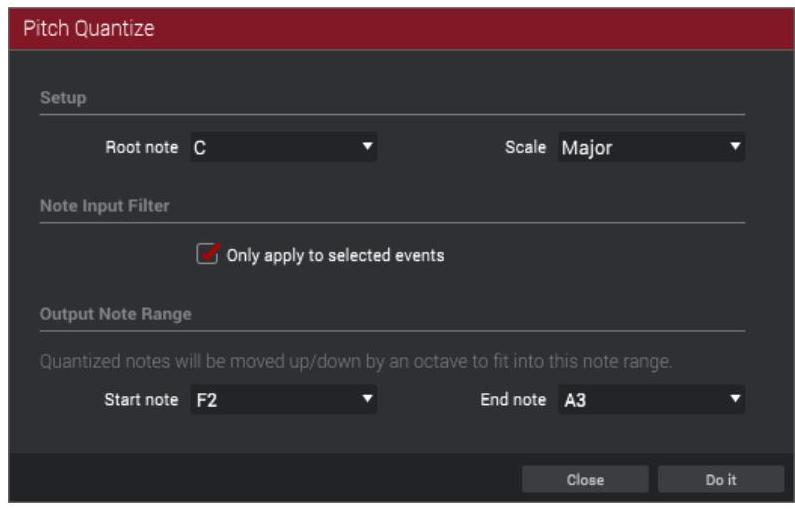 Pitch Quantize
Setup
Root note C Scale Major
Note Input Filter
Only apply to selected events
Output Note Range
Quantized notes will be moved up/down by an octave to fit into this note range.
Start note F2 End note A3
Close Do it